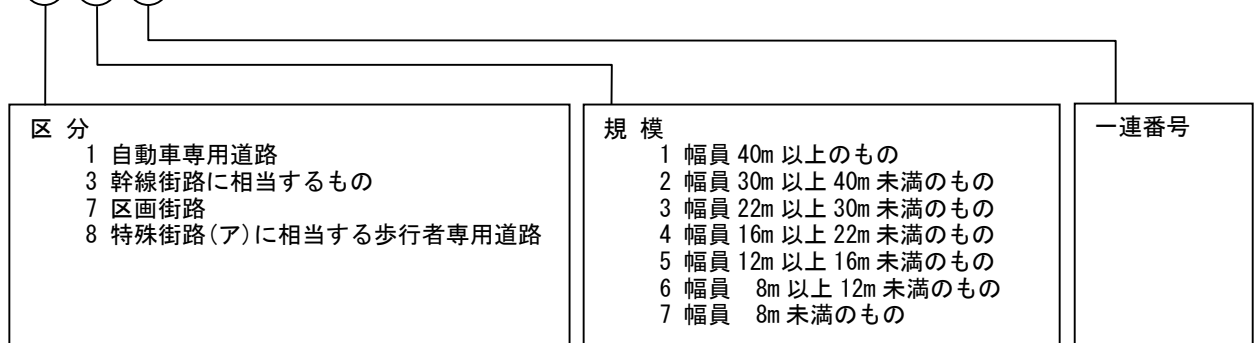 区 分
1 自動車専用道路
3 幹線街路に相当するもの
7 区画街路
8 特殊街路(ア)に相当する歩行者専用道路
規 模
1 幅員 40m 以上のもの
2 幅員 30m 以上 40m 未満のもの
3 幅員 22m 以上 30m 未満のもの
4 幅員 16m 以上 22m 未満のもの
5 幅員 12m 以上 16m 未満のもの
6 幅員 8m 以上 12m 未満のもの
7 幅員 8m 未満のもの
一連番号